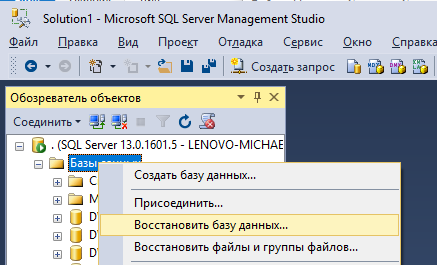 Solution1 - Microsoft SQL Server Management Studio
Файл Правка Вид Проект Отладка Сервис Окно Справка
Создать запрос
Обозреватель объектов
Соединить
. (SQL Server 13.0.1601.5 - LENOVO-MICHAE
Создать базу данных...
Присоединить...
Восстановить базу данных...
Восстановить файлы и группы файлов...